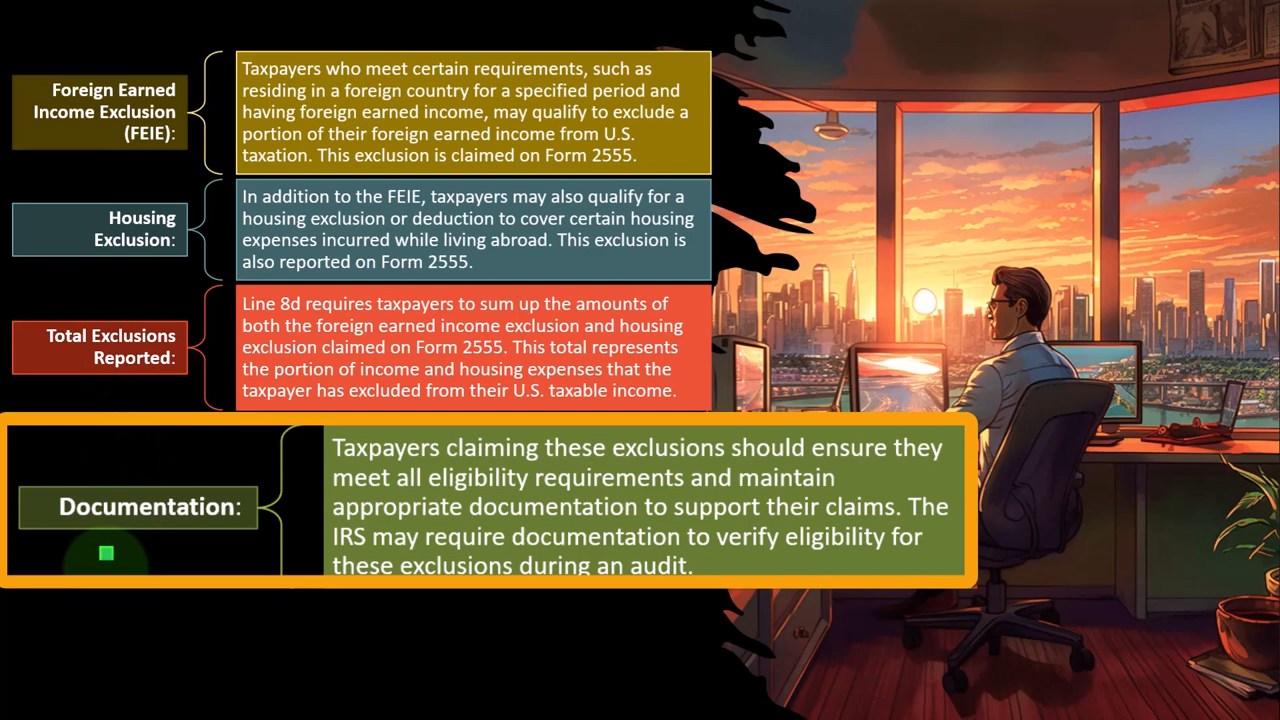 Foreign Earned
Income Exclusion
(FEIE):
Taxpayers who meet certain requirements, such as
residing in a foreign country for a specified period and
having foreign earned income, may qualify to exclude a
portion of their foreign earned income from U.S.
taxation. This exclusion is claimed on Form 2555.
Housing
Exclusion:
In addition to the FEIE, taxpayers may also qualify for a
housing exclusion or deduction to cover certain housing
expenses incurred while living abroad. This exclusion is
also reported on Form 2555.
Total Exclusions
Reported:
Line 8d requires taxpayers to sum up the amounts of
both the foreign earned income exclusion and housing
exclusion claimed on Form 2555. This total represents
the portion of income and housing expenses that the
taxpayer has excluded from their U.S. taxable income.
Documentation:
Taxpayers claiming these exclusions should ensure they
meet all eligibility requirements and maintain
appropriate documentation to support their claims. The
IRS may require documentation to verify eligibility for
these exclusions during an audit.